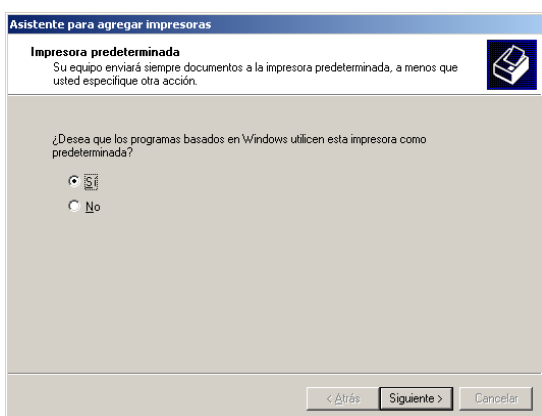 Asistente para agregar impresoras
Impresora predeterminada
Su equipo enviará siempre documentos a la impresora predeterminada, a menos que
usted especifique otra acción.
¿Desea que los programas basados en Windows utilicen esta impresora como
predeterminada?
Sí
No
< Atrás
Siguiente >
Cancelar